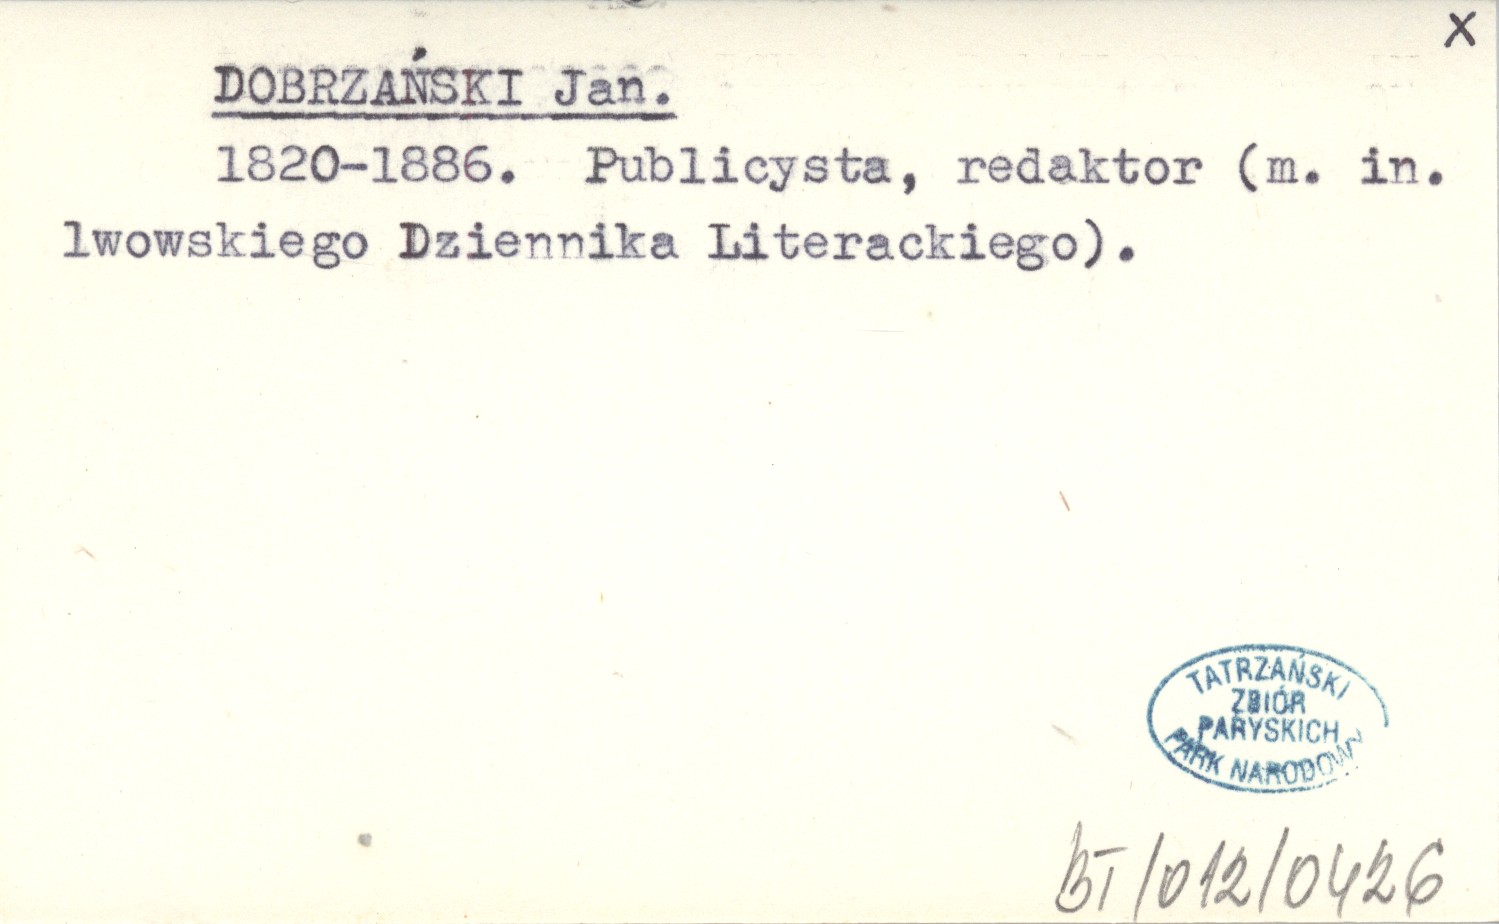 x
DOBRZAŃSKI Jan.
1820-1886. Publicysta, redaktor (m. in.
lwowskiego Dziennika Literackiego).
TATRZAŃSKI
ZBIÓR
PARYSKICH
PARK NARODOWY
BT/012/0426